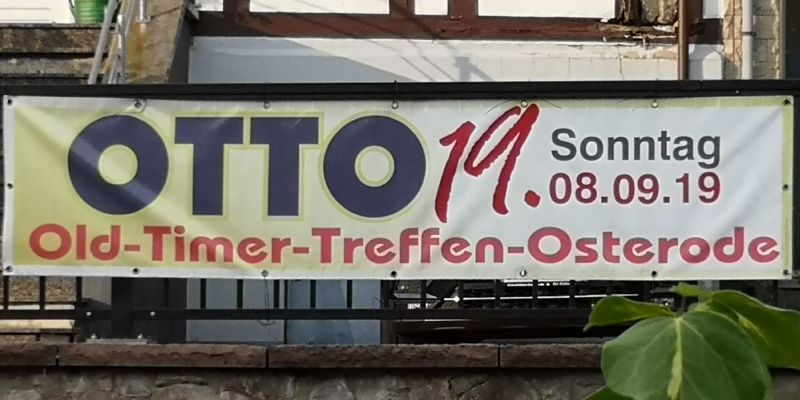 OTTO 19. Sonntag
08.09.19
Old-Timer-Treffen-Osterode